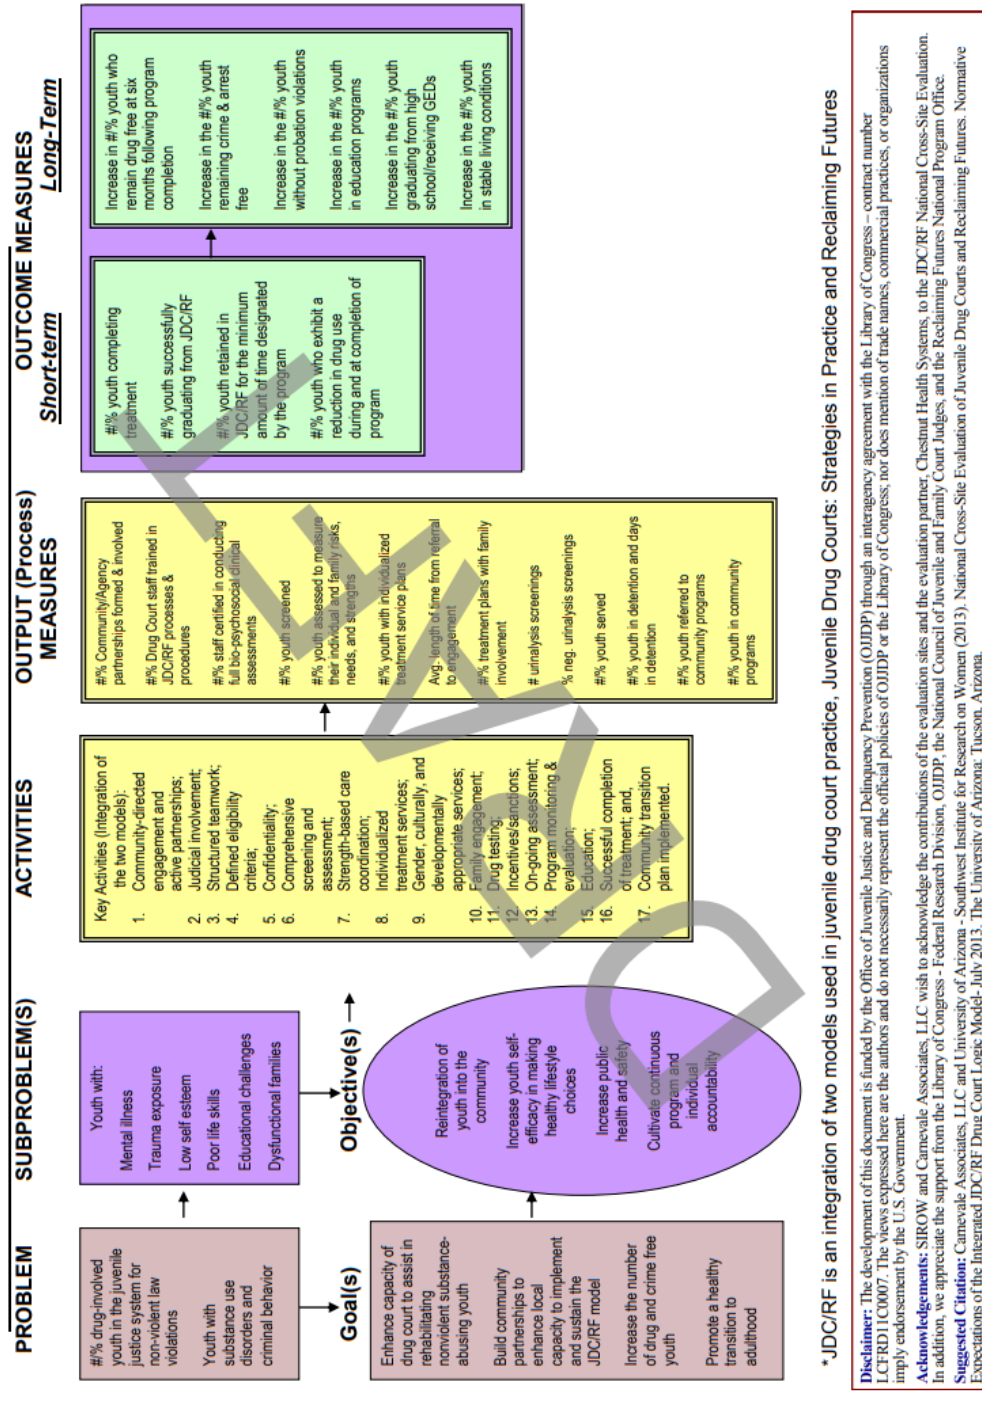 PROBLEM
SUBPROBLEM(S)
ACTIVITIES
OUTPUT (Process)
MEASURES
OUTCOME MEASURES
Short-term
Long-Term
#/% drug-involved
youth in the juvenile
justice system for
non-violent law
violations
Youth with
substance use
disorders and
criminal behavior
Goal(s)
Enhance capacity of
drug court to assist in
rehabilitating
nonviolent substance-
abusing youth
Build community
partnerships to
enhance local
capacity to implement
and sustain the
JDC/RF model
Increase the number
of drug and crime free
youth
Promote a healthy
transition to
adulthood
Youth with:
Mental illness
Trauma exposure
Low self esteem
Poor life skills
Educational challenges
Dysfunctional families
Objective(s)
Reintegration of
youth into the
community
Increase youth self-
efficacy in making
healthy lifestyle
choices
Increase public
health and safety
Cultivate continuous
program and
individual
accountability
Key Activities (Integration of
the two models):
1. Community-directed
engagement and
active partnerships;
2. Judicial involvement;
3. Structured teamwork;
4. Defined eligibility
criteria;
5. Confidentiality;
6. Comprehensive
screening and
assessment;
7. Strength-based care
coordination;
8. Individualized
treatment services;
9. Gender, culturally, and
developmentally
appropriate services;
10. Family engagement;
11. Drug testing;
12. Incentives/sanctions;
13. On-going assessment;
14. Program monitoring &
evaluation;
15. Education;
16. Successful completion
of treatment; and,
17. Community transition
plan implemented.
#/% Community/Agency
partnerships formed & involved
#/% Drug Court staff trained in
JDC/RF processes &
procedures
#/% staff certified in conducting
full bio-psychosocial clinical
assessments
#/% youth screened
#/% youth assessed to measure
their individual and family risks,
needs, and strengths
#/% youth with individualized
treatment service plans
Avg. length of time from referral
to engagement
#/% treatment plans with family
involvement
# urinalysis screenings
% neg. urinalysis screenings
#/% youth served
#/% youth in detention and days
in detention
#/% youth referred to
community programs
#/% youth in community
programs
#/% youth completing
treatment
#/% youth successfully
graduating from JDC/RF
#/% youth retained in
JDC/RF for the minimum
amount of time designated
by the program
#/% youth who exhibit a
reduction in drug use
during and at completion of
program
Increase in #/% youth who
remain drug free at six
months following program
completion
Increase in the #/% youth
remaining crime & arrest
free
Increase in the #/% youth
without probation violations
Increase in the #/% youth
in education programs
Increase in the #/% youth
graduating from high
school/receiving GEDs
Increase in the #/% youth
in stable living conditions
DRAFT
*JDC/RF is an integration of two models used in juvenile drug court practice, Juvenile Drug Courts: Strategies in Practice and Reclaiming Futures
Disclaimer: The development of this document is funded by the Office of Juvenile Justice and Delinquency Prevention (OJJDP) through an interagency agreement with the Library of Congress – contract number
LCFRD11C0007. The views expressed here are the authors and do not necessarily represent the official policies of OJJDP or the Library of Congress; nor does mention of trade names, commercial practices, or organizations
imply endorsement by the U.S. Government.
Acknowledgements: SIROW and Carnevale Associates, LLC wish to acknowledge the contributions of the evaluation sites and the evaluation partner, Chestnut Health Systems, to the JDC/RF National Cross-Site Evaluation.
In addition, we appreciate the support from the Library of Congress - Federal Research Division, OJJDP, the National Council of Juvenile and Family Court Judges, and the Reclaiming Futures National Program Office.
Suggested Citation: Carnevale Associates, LLC and University of Arizona - Southwest Institute for Research on Women (2013). National Cross-Site Evaluation of Juvenile Drug Courts and Reclaiming Futures. Normative
Expectations of the Integrated JDC/RF Drug Court Logic Model- July 2013. The University of Arizona: Tucson, Arizona.